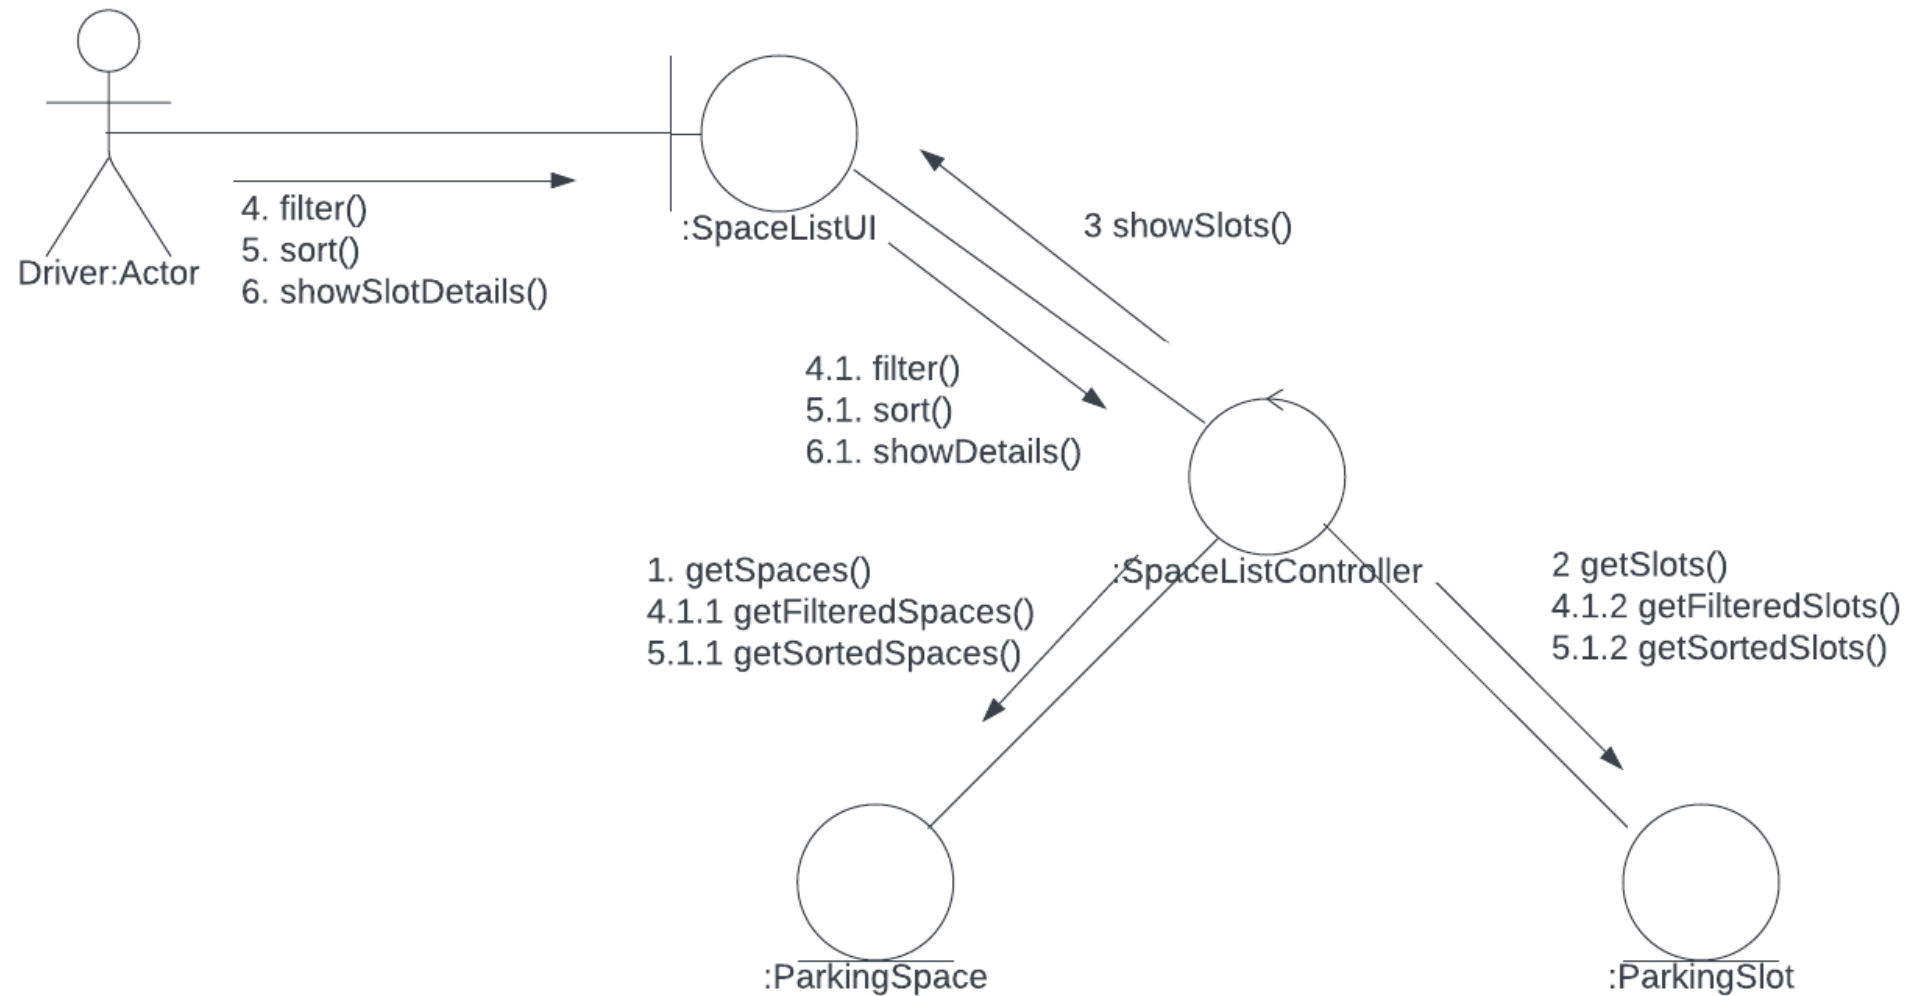 Driver:Actor
4. filter()
5. sort()
6. showSlotDetails()
:SpaceListUI
3 showSlots()
4.1. filter()
5.1. sort()
6.1. showDetails()
:SpaceListController
1. getSpaces()
4.1.1 getFilteredSpaces()
5.1.1 getSortedSpaces()
2 getSlots()
4.1.2 getFilteredSlots()
5.1.2 getSortedSlots()
:ParkingSpace
:ParkingSlot